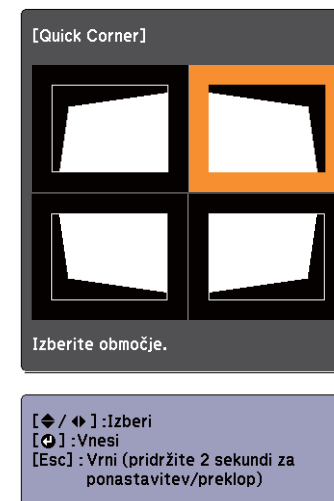 [Quick Corner]
Izberite območje.
[◆/◆] :Izberi
[↵] :Vnesi
[Esc] : Vrni (pridržite 2 sekundi za
ponastavitev/preklop)